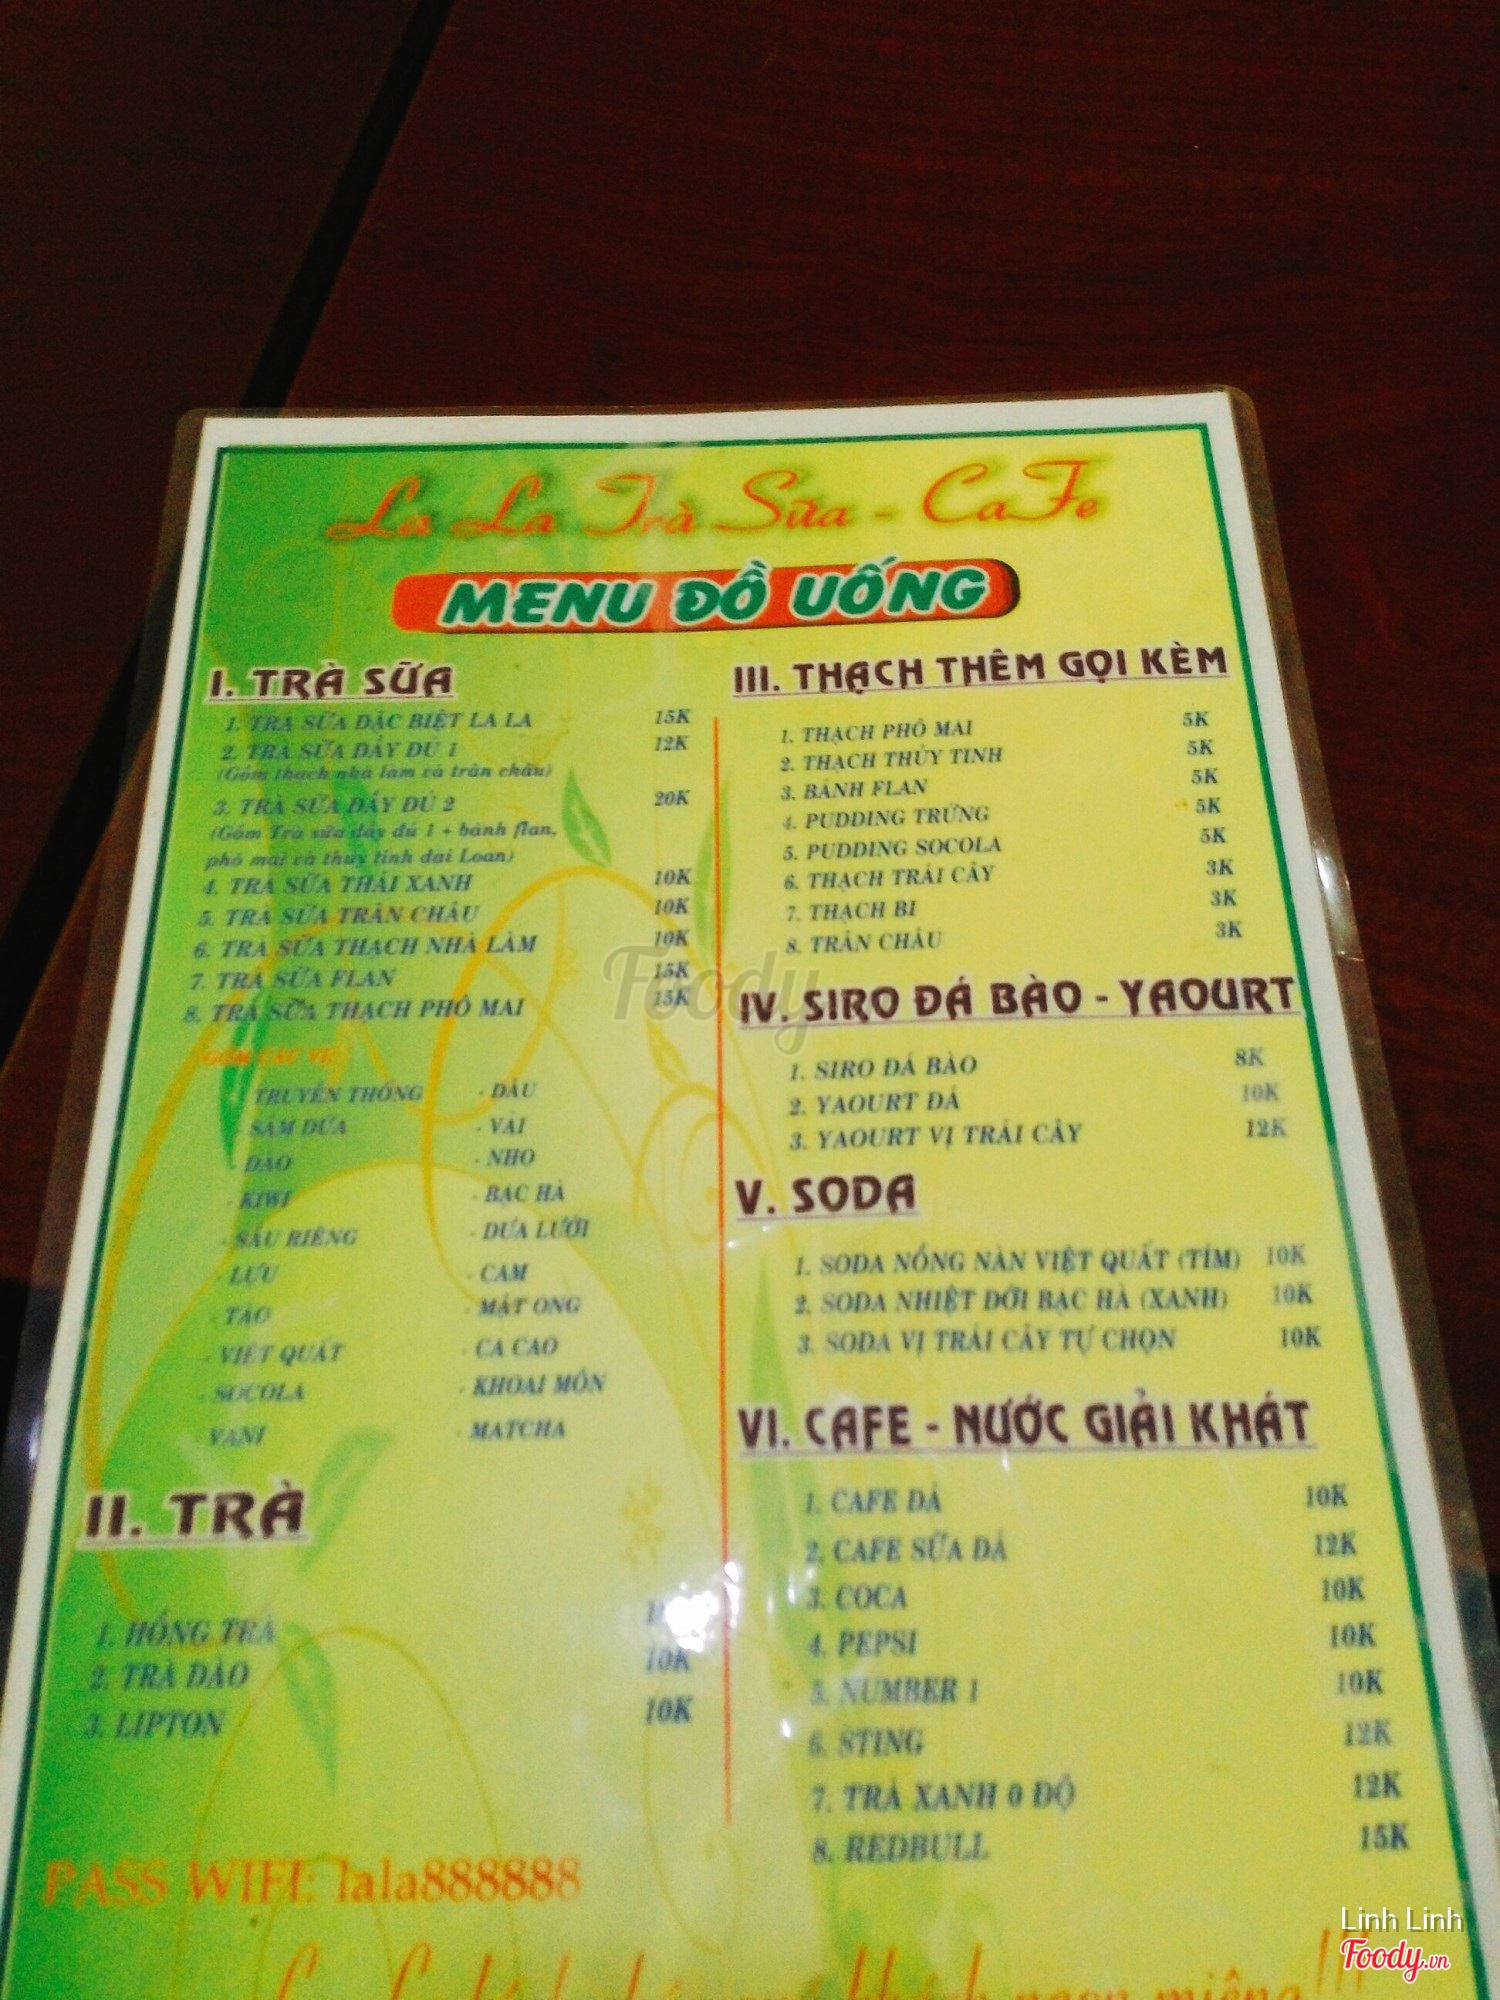 La La Trà Sữa - CaFe
MENU ĐỒ UỐNG
I. TRÀ SỮA
1. TRÀ SỮA ĐẶC BIỆT LA LA 15K
2. TRÀ SỮA ĐẦY ĐỦ 1 12K
(Gồm thạch nhà làm và trân châu)
3. TRÀ SỮA ĐẦY ĐỦ 2 20K
(Gồm Trà sữa đầy đủ 1 + bánh flan,
phô mai và thủy tinh đài Loan)
4. TRÀ SỮA THÁI XANH 10K
5. TRÀ SỮA TRÂN CHÂU 10K
6. TRÀ SỮA THẠCH NHÀ LÀM 10K
7. TRÀ SỮA FLAN 15K
8. TRÀ SỮA THẠCH PHÔ MAI 15K
GỒM CÁC VỊ:
- TRUYỀN THỐNG - DÂU
- SÂM DỨA - VẢI
- ĐÀO - NHO
- KIWI - BẠC HÀ
- SẦU RIÊNG - DƯA LƯỚI
- LỰU - CAM
- TÁO - MẬT ONG
- VIỆT QUẤT - CA CAO
- SOCOLA - KHOAI MÔN
VANI - MATCHA
II. TRÀ
1. HỒNG TRÀ
2. TRÀ ĐÀO 10K
3. LIPTON 10K
PASS WIFI: lala888888
III. THẠCH THÊM GỌI KÈM
1. THẠCH PHÔ MAI 5K
2. THẠCH THỦY TINH 5K
3. BÁNH FLAN 5K
4. PUDDING TRỨNG 5K
5. PUDDING SOCOLA 5K
6. THẠCH TRÁI CÂY 3K
7. THẠCH BI 3K
8. TRÂN CHÂU 3K
IV. SIRO ĐÁ BÀO - YAOURT
1. SIRO ĐÁ BÀO 8K
2. YAOURT ĐÁ 10K
3. YAOURT VỊ TRÁI CÂY 12K
V. SODA
1. SODA NỒNG NÀN VIỆT QUẤT (TÍM) 10K
2. SODA NHIỆT ĐỚI BẠC HÀ (XANH) 10K
3. SODA VỊ TRÁI CÂY TỰ CHỌN 10K
VI. CAFE - NƯỚC GIẢI KHÁT
1. CAFE ĐÁ 10K
2. CAFE SỮA ĐÁ 12K
3. COCA 10K
4. PEPSI 10K
5. NUMBER 1 10K
6. STING 12K
7. TRÀ XANH 0 ĐỘ 12K
8. REDBULL 15K
Foody
Linh Linh
Foody.vn